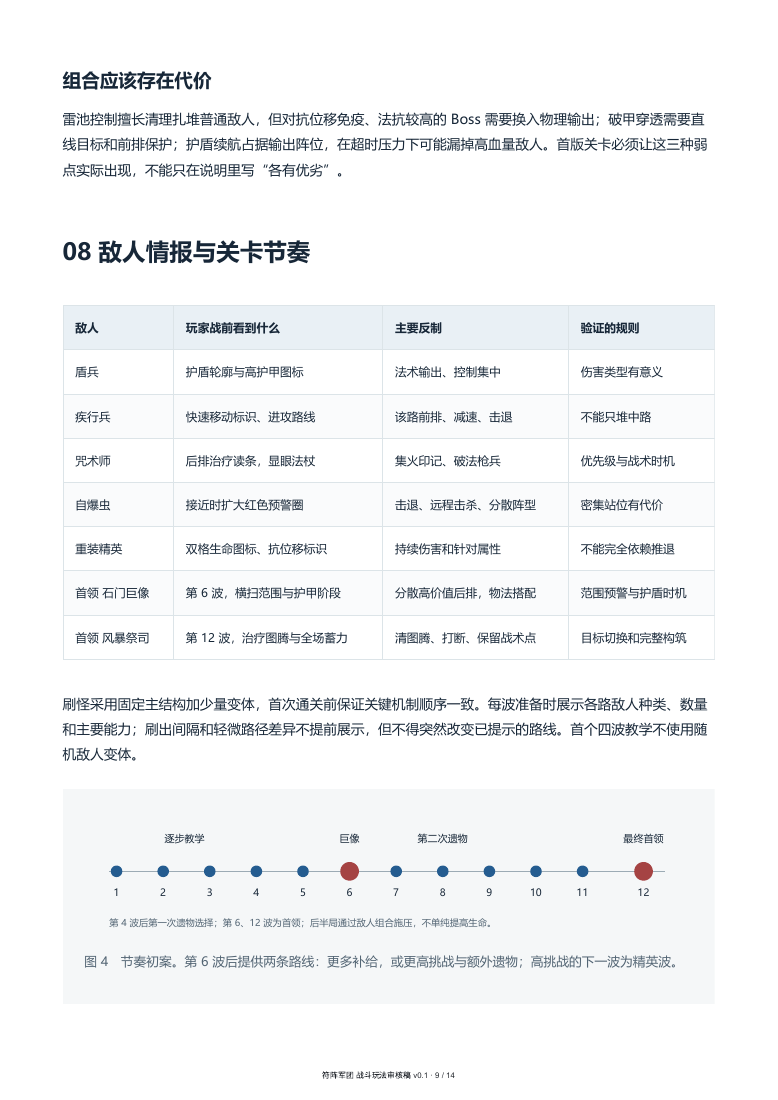 组合应该存在代价
雷池控制擅长清理扎堆普通敌人，但对抗位移免疫、法抗较高的 Boss 需要换入物理输出；破甲穿透需要直
线目标和前排保护；护盾续航占据输出阵位，在超时压力下可能漏掉高血量敌人。首版关卡必须让这三种弱
点实际出现，不能只在说明里写“各有优劣”。
08 敌人情报与关卡节奏
敌人 玩家战前看到什么 主要反制 验证的规则
盾兵 护盾轮廓与高护甲图标 法术输出、控制集中 伤害类型有意义
疾行兵 快速移动标识、进攻路线 该路前排、减速、击退 不能只堆中路
咒术师 后排治疗读条，显眼法杖 集火印记、破法枪兵 优先级与战术时机
自爆虫 接近时扩大红色预警圈 击退、远程击杀、分散阵型 密集站位有代价
重装精英 双格生命图标、抗位移标识 持续伤害和针对属性 不能完全依赖推退
首领 石门巨像 第 6 波，横扫范围与护甲阶段 分散高价值后排，物法搭配 范围预警与护盾时机
首领 风暴祭司 第 12 波，治疗图腾与全场蓄力 清图腾、打断、保留战术点 目标切换和完整构筑
刷怪采用固定主结构加少量变体，首次通关前保证关键机制顺序一致。每波准备时展示各路敌人种类、数量
和主要能力；刷出间隔和轻微路径差异不提前展示，但不得突然改变已提示的路线。首个四波教学不使用随
机敌人变体。
逐步教学 巨像 第二次遗物 最终首领
1 2 3 4 5 6 7 8 9 10 11 12
第 4 波后第一次遗物选择；第 6、12 波为首领；后半局通过敌人组合施压，不单纯提高生命。
图 4 节奏初案。第 6 波后提供两条路线：更多补给，或更高挑战与额外遗物；高挑战的下一波为精英波。
符阵军团 战斗玩法审核稿 v0.1 · 9 / 14